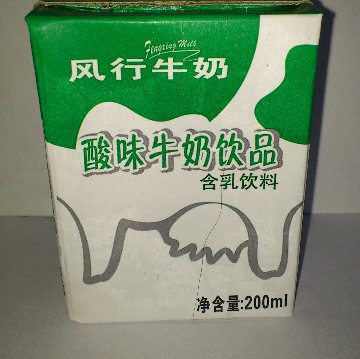 Fengxing Milk
风行牛奶
酸味牛奶饮品
含乳饮料
净含量:200ml